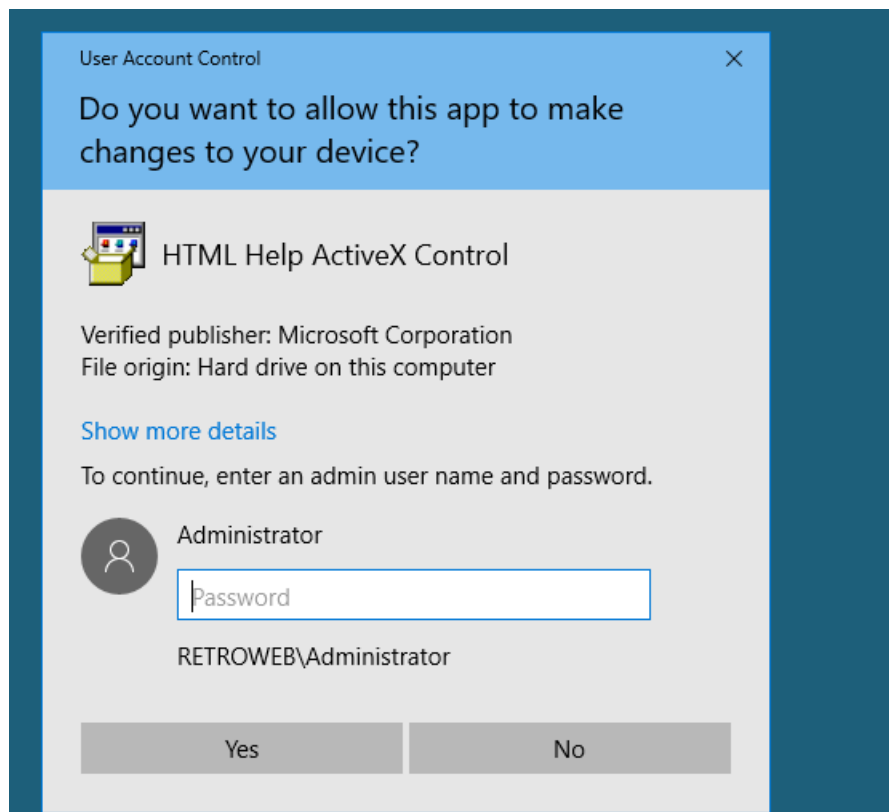 User Account Control
Do you want to allow this app to make
changes to your device?
HTML Help ActiveX Control
Verified publisher: Microsoft Corporation
File origin: Hard drive on this computer
Show more details
To continue, enter an admin user name and password.
Administrator
Password
RETROWEB\Administrator
Yes
No